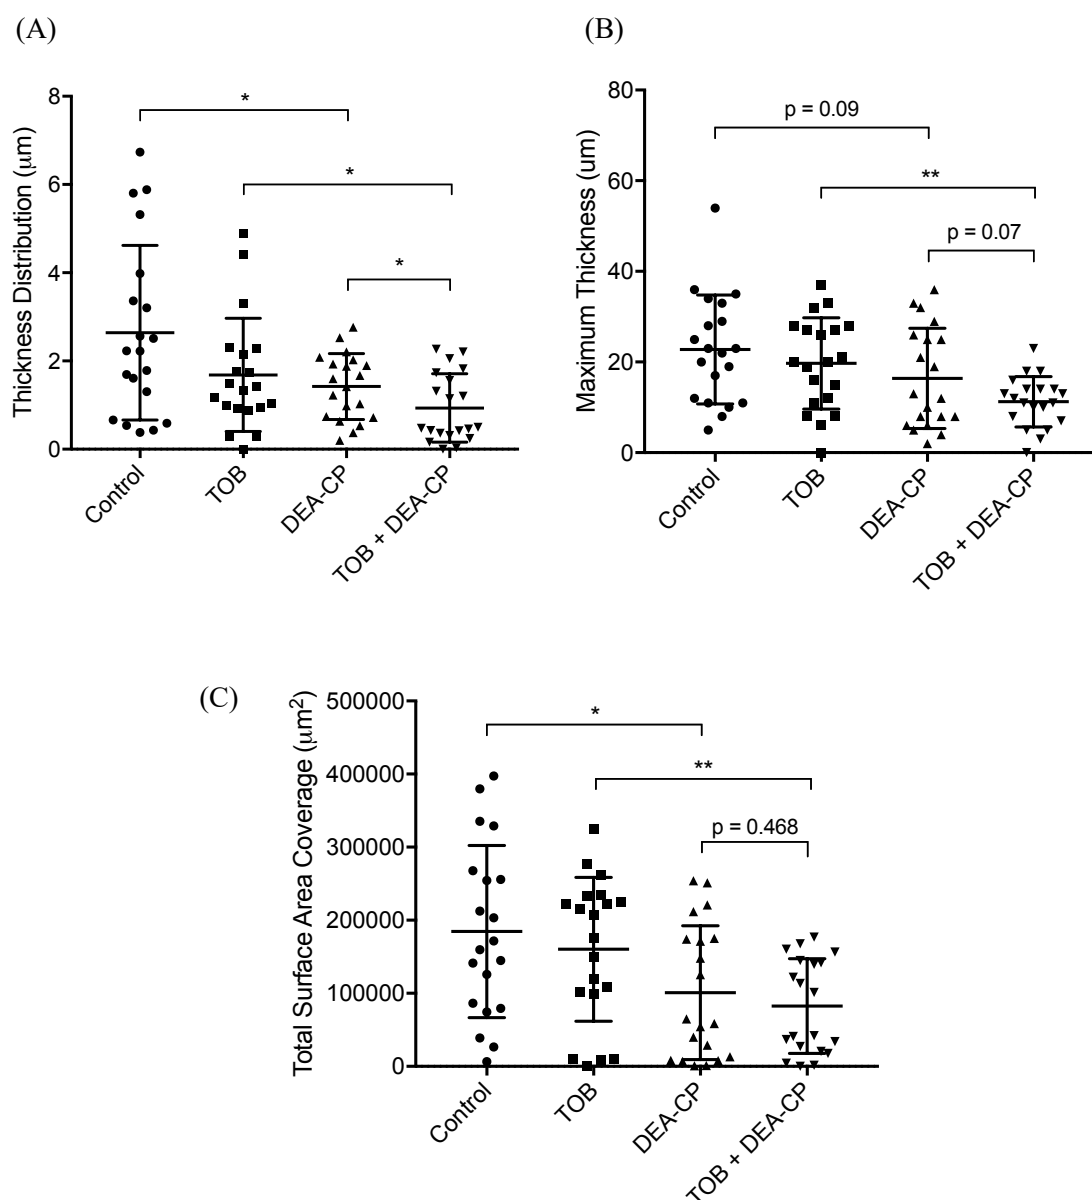 (A)
Thickness Distribution (μm)
8
6
4
2
0
*
*
*
Control
TOB
DEA-CP
TOB + DEA-CP
(B)
Maximum Thickness (um)
80
60
40
20
0
p = 0.09
**
p = 0.07
Control
TOB
DEA-CP
TOB + DEA-CP
(C)
Total Surface Area Coverage (μm²)
500000
400000
300000
200000
100000
0
*
**
p = 0.468
Control
TOB
DEA-CP
TOB + DEA-CP